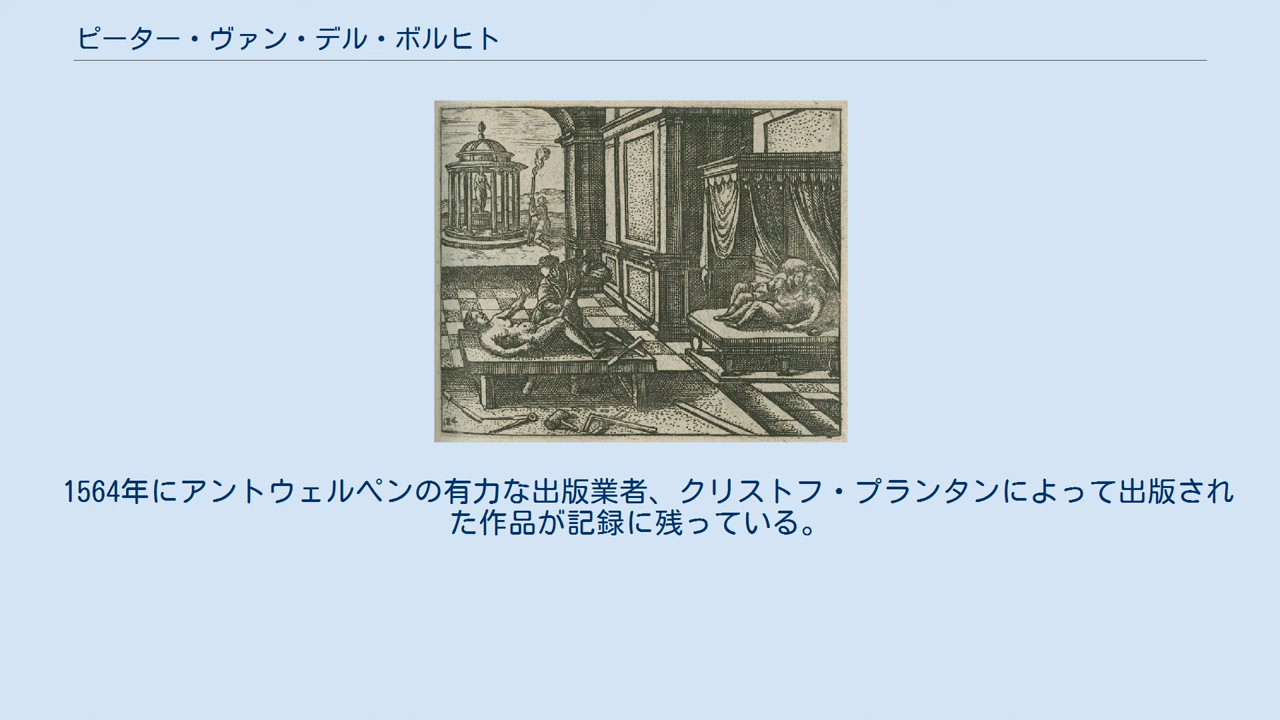 ピーター・ヴァン・デル・ボルヒト
1564年にアントウェルペンの有力な出版業者、クリストフ・プランタンによって出版され
た作品が記録に残っている。